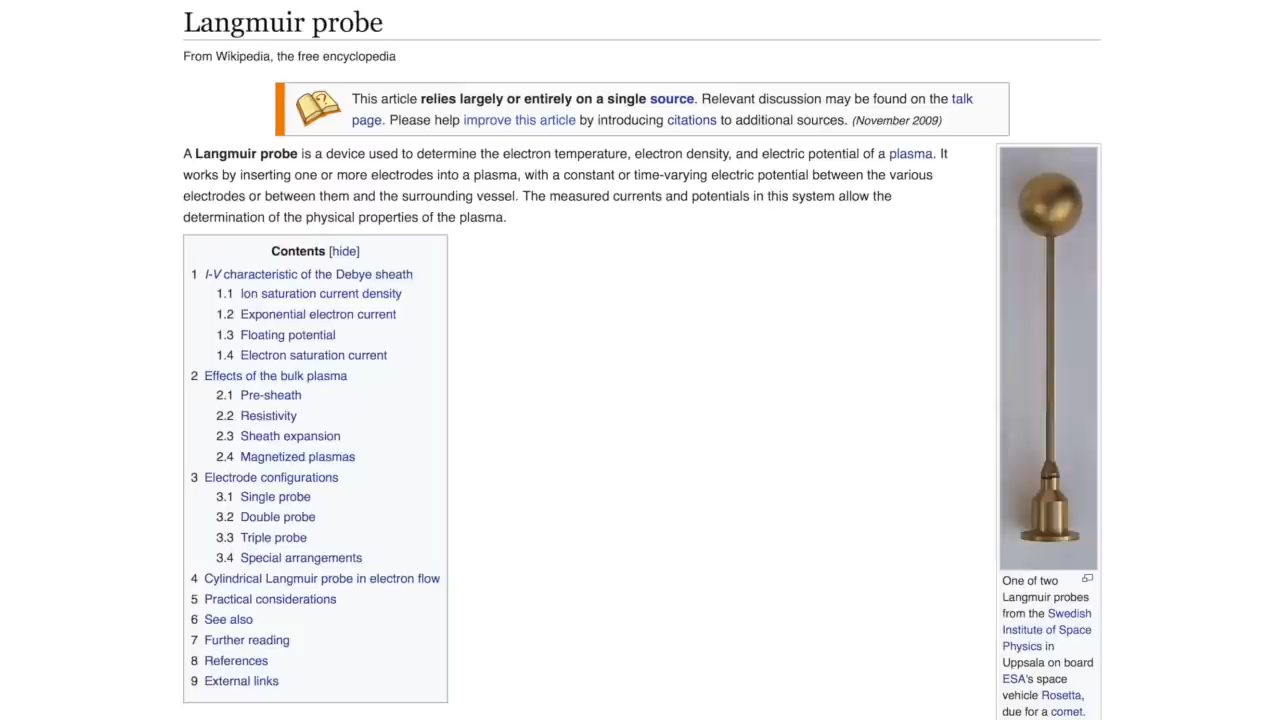 Langmuir probe
From Wikipedia, the free encyclopedia
This article relies largely or entirely on a single source. Relevant discussion may be found on the talk
page. Please help improve this article by introducing citations to additional sources. (November 2009)
A Langmuir probe is a device used to determine the electron temperature, electron density, and electric potential of a plasma. It
works by inserting one or more electrodes into a plasma, with a constant or time-varying electric potential between the various
electrodes or between them and the surrounding vessel. The measured currents and potentials in this system allow the
determination of the physical properties of the plasma.
Contents [hide]
1 I-V characteristic of the Debye sheath
1.1 Ion saturation current density
1.2 Exponential electron current
1.3 Floating potential
1.4 Electron saturation current
2 Effects of the bulk plasma
2.1 Pre-sheath
2.2 Resistivity
2.3 Sheath expansion
2.4 Magnetized plasmas
3 Electrode configurations
3.1 Single probe
3.2 Double probe
3.3 Triple probe
3.4 Special arrangements
4 Cylindrical Langmuir probe in electron flow
5 Practical considerations
6 See also
7 Further reading
8 References
9 External links
One of two
Langmuir probes
from the Swedish
Institute of Space
Physics in
Uppsala on board
ESA's space
vehicle Rosetta,
due for a comet.